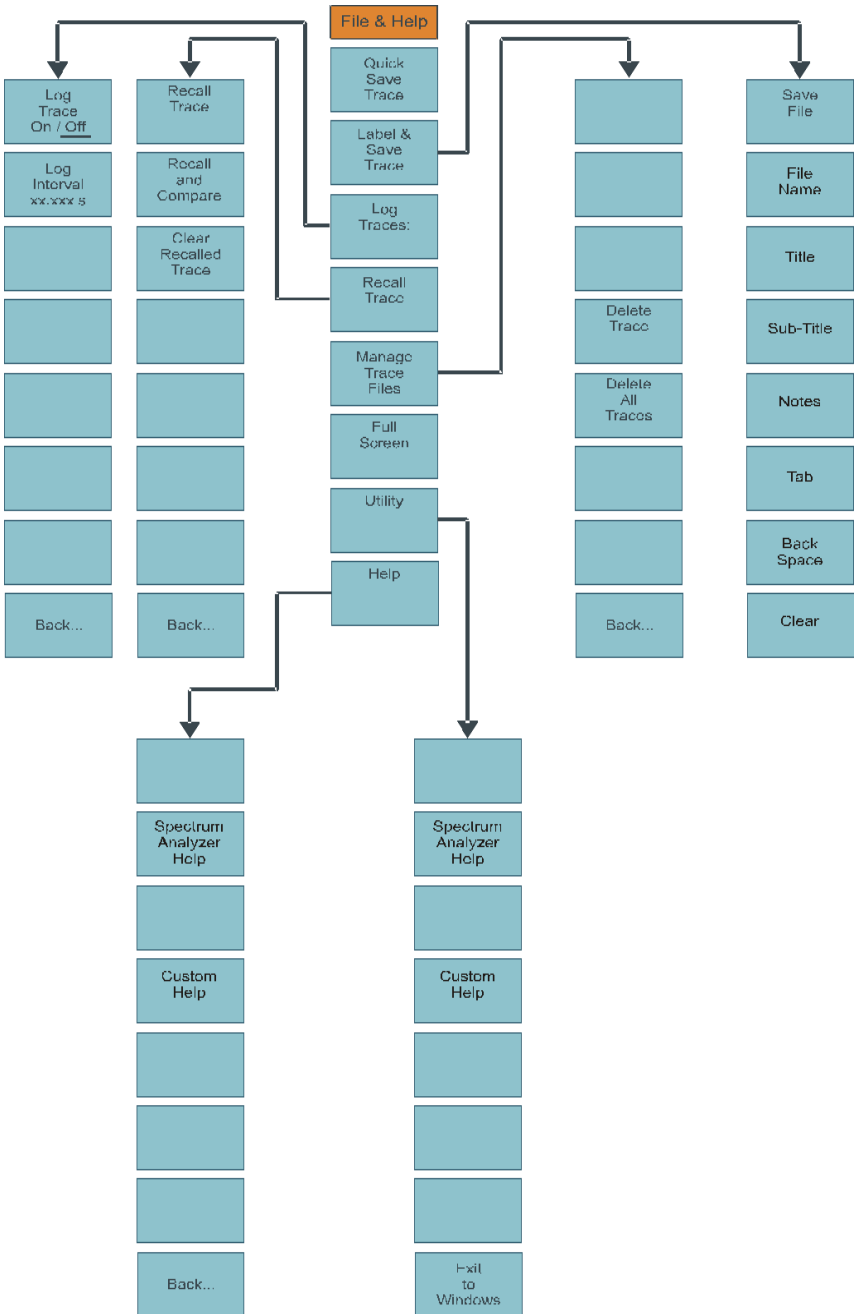 File & Help
Quick
Save
Trace
Label &
Save
Trace
Log
Traces:
Recall
Trace
Manage
Trace
Files
Full
Screen
Utility
Help
Log
Trace
On / Off
Log
Interval
xx.xxx s
Back...
Recall
Trace
Recall
and
Compare
Clear
Recalled
Trace
Back...
Delete
Trace
Delete
All
Traces
Back...
Save
File
File
Name
Title
Sub-Title
Notes
Tab
Back
Space
Clear
Spectrum
Analyzer
Help
Custom
Help
Back...
Spectrum
Analyzer
Help
Custom
Help
Exit
to
Windows